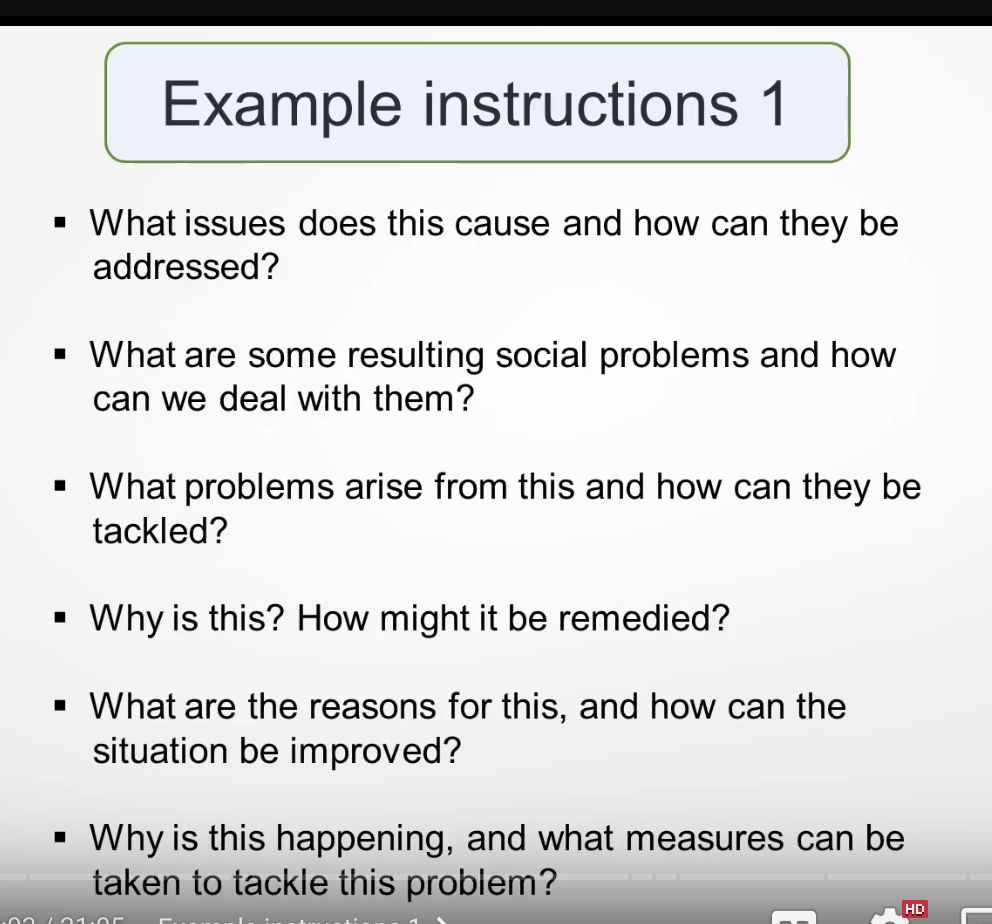 Example instructions 1
▪ What issues does this cause and how can they be
addressed?
▪ What are some resulting social problems and how
can we deal with them?
▪ What problems arise from this and how can they be
tackled?
▪ Why is this? How might it be remedied?
▪ What are the reasons for this, and how can the
situation be improved?
▪ Why is this happening, and what measures can be
taken to tackle this problem?
Example instructions 1
HD